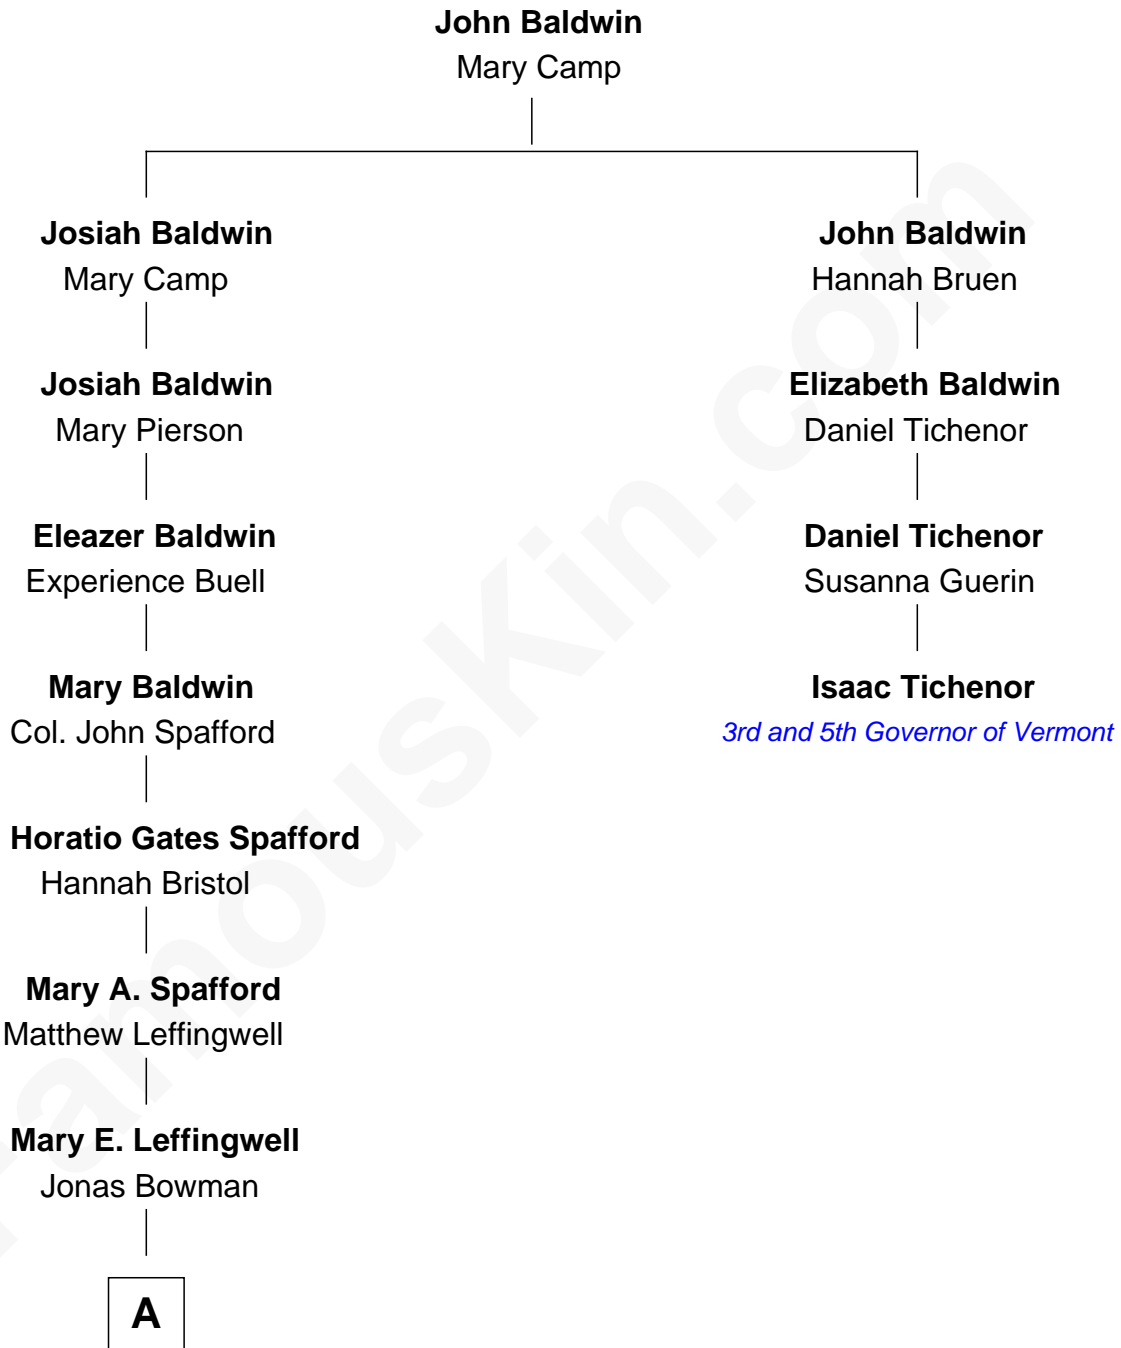 John Baldwin
Mary Camp
Josiah Baldwin
Mary Camp
John Baldwin
Hannah Bruen
Josiah Baldwin
Mary Pierson
Elizabeth Baldwin
Daniel Tichenor
Eleazer Baldwin
Experience Buell
Daniel Tichenor
Susanna Guerin
Mary Baldwin
Col. John Spafford
Isaac Tichenor
3rd and 5th Governor of Vermont
Horatio Gates Spafford
Hannah Bristol
Mary A. Spafford
Matthew Leffingwell
Mary E. Leffingwell
Jonas Bowman
A
FamousKin.com